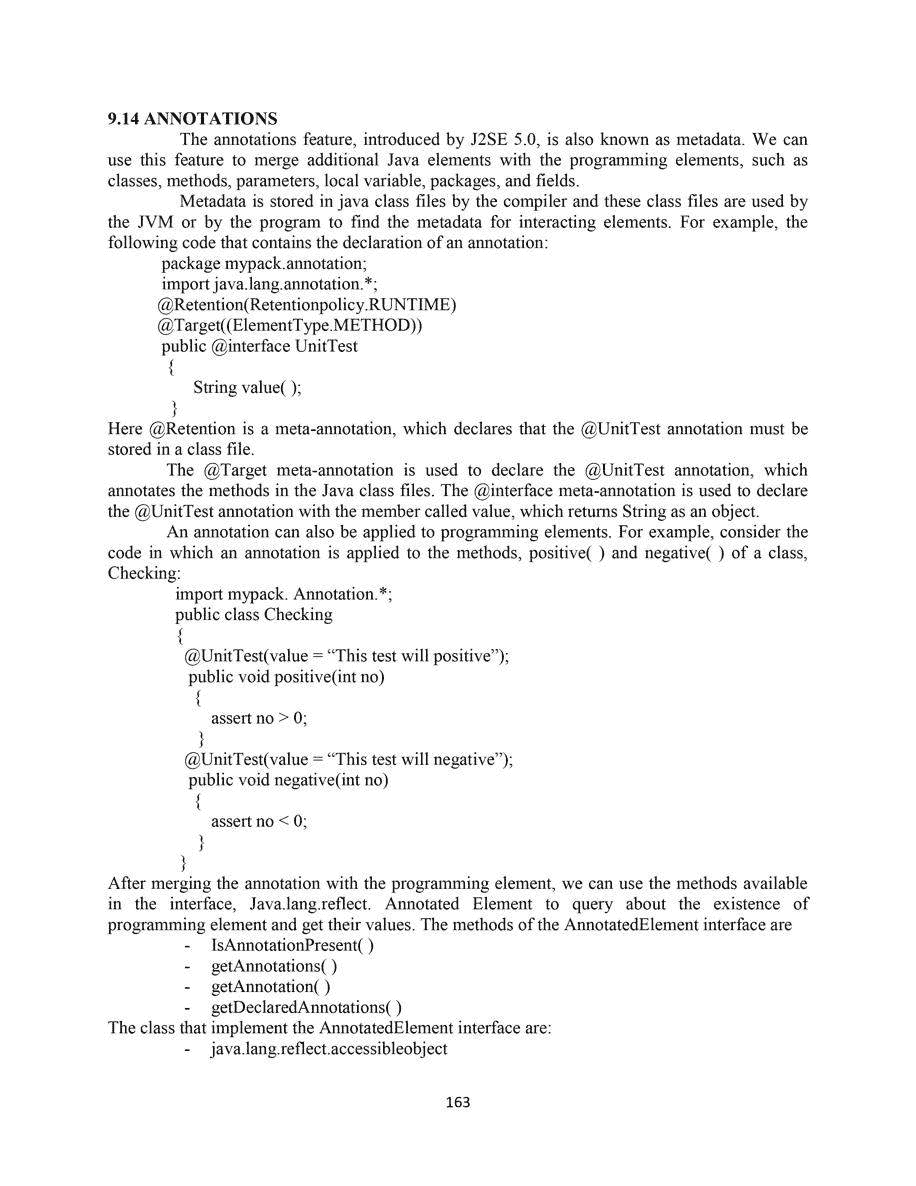 9.14 ANNOTATIONS
The annotations feature, introduced by J2SE 5.0, is also known as metadata. We can
use this feature to merge additional Java elements with the programming elements, such as
classes, methods, parameters, local variable, packages, and fields.
Metadata is stored in java class files by the compiler and these class files are used by
the JVM or by the program to find the metadata for interacting elements. For example, the
following code that contains the declaration of an annotation:
package mypack.annotation;
import java.lang.annotation.*;
@Retention(Retentionpolicy.RUNTIME)
@Target((ElementType.METHOD))
public @interface UnitTest
{
String value( );
}
Here @Retention is a meta-annotation, which declares that the @UnitTest annotation must be
stored in a class file.
The @Target meta-annotation is used to declare the @UnitTest annotation, which
annotates the methods in the Java class files. The @interface meta-annotation is used to declare
the @UnitTest annotation with the member called value, which returns String as an object.
An annotation can also be applied to programming elements. For example, consider the
code in which an annotation is applied to the methods, positive( ) and negative( ) of a class,
Checking:
import mypack. Annotation.*;
public class Checking
{
@UnitTest(value = “This test will positive”);
public void positive(int no)
{
assert no > 0;
}
@UnitTest(value = “This test will negative”);
public void negative(int no)
{
assert no < 0;
}
}
After merging the annotation with the programming element, we can use the methods available
in the interface, Java.lang.reflect. Annotated Element to query about the existence of
programming element and get their values. The methods of the AnnotatedElement interface are
- IsAnnotationPresent( )
- getAnnotations( )
- getAnnotation( )
- getDeclaredAnnotations( )
The class that implement the AnnotatedElement interface are:
- java.lang.reflect.accessibleobject
163